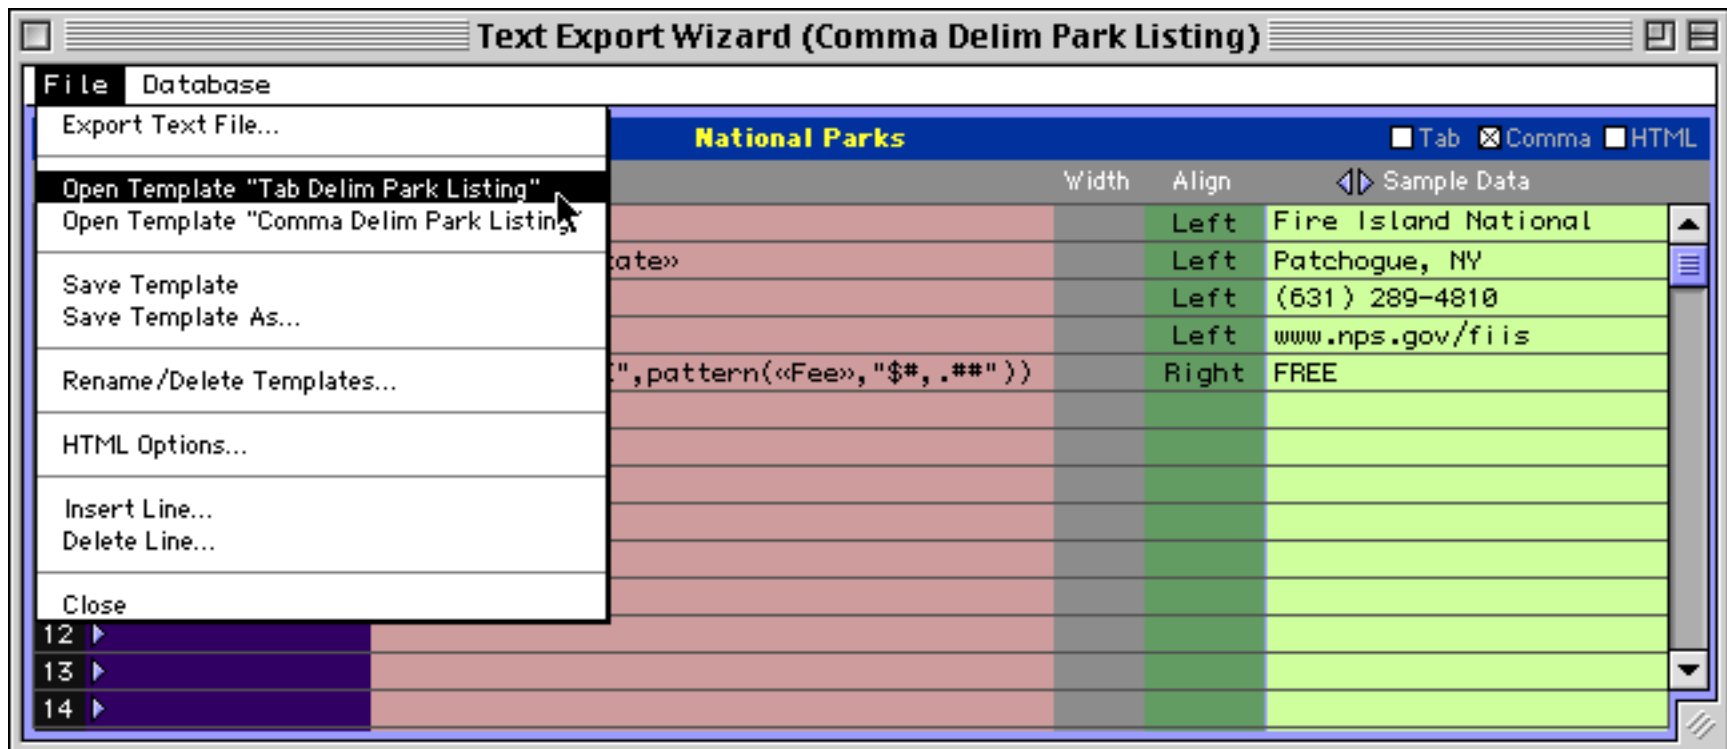 Text Export Wizard (Comma Delim Park Listing)
File Database
Export Text File...
Open Template "Tab Delim Park Listing"
Open Template "Comma Delim Park Listing"
Save Template
Save Template As...
Rename/Delete Templates...
HTML Options...
Insert Line...
Delete Line...
Close
National Parks
Tab Comma HTML
Width Align Sample Data
Left Fire Island National
tate» Left Patchogue, NY
Left (631) 289-4810
Left www.nps.gov/fiis
",pattern(«Fee»,"$#,.##")) Right FREE
12
13
14